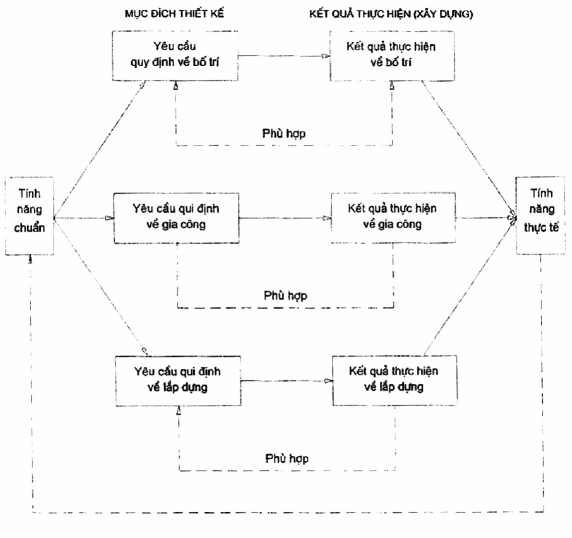 MỤC ĐÍCH THIẾT KẾ
KẾT QUẢ THỰC HIỆN (XÂY DỰNG)
Yêu cầu
quy định về bố trí
Kết quả thực hiện
về bố trí
Phù hợp
Tính
năng
chuẩn
Yêu cầu qui định
về gia công
Kết quả thực hiện
về gia công
Tính
năng
thực tế
Phù hợp
Yêu cầu qui định
về lắp dựng
Kết quả thực hiện
về lắp dựng
Phù hợp